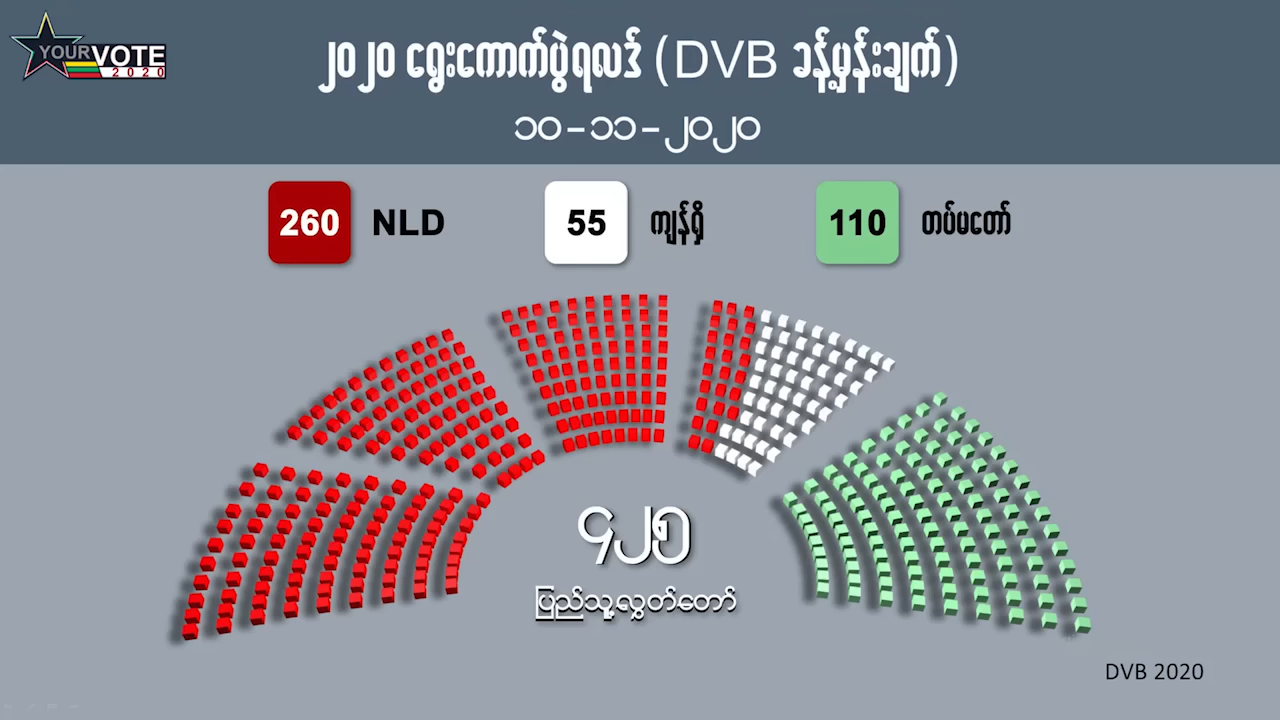 YOURVOTE
2020
၂၀၂၀ ရွေးကောက်ပွဲရလဒ် (DVB ခန့်မှန်းချက်)
၁၀-၁၁-၂၀၂၀
260 NLD
55 ကျန်ရှိ
110 တပ်မတော်
၄၂၅
ပြည်သူ့လွှတ်တော်
DVB 2020